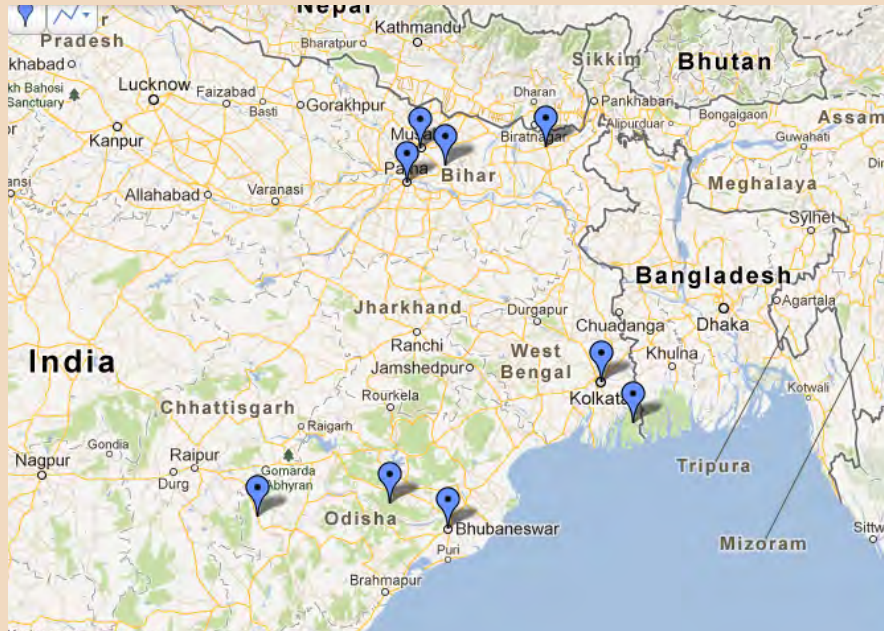 Nepal
Kathmandu
r
Pradesh
Bharatpur
Sikkim
Bhutan
khabad
kh Bahosi
Sanctuary
Lucknow
Faizabad
Basti
Gorakhpur
Dharan
Pankhabari
Assam
or
Kanpur
Biratnagar
Alipurduar
Bongaigaon
Guwahati
Bihar
Meghalaya
Allahabad
Varanasi
Sylhet
Bangladesh
Jharkhand
Durgapur
Chuadanga
Dhaka
Agartala
Ranchi
West
Bengal
Khulna
India
Jamshedpur
Kolkata
Kotwali
Chhattisgarh
Rourkela
Raigarh
Gondia
Raipur
Gomarda
Abhyran
Nagpur
Durg
Tripura
Odisha
Bhubaneswar
Puri
Mizoram
Sittw
Brahmapur